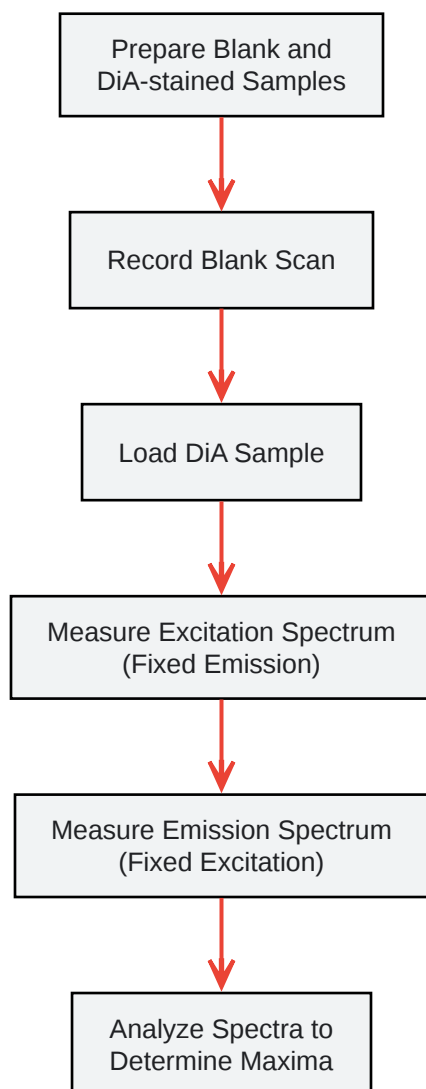 Prepare Blank and
DiA-stained Samples
Record Blank Scan
Load DiA Sample
Measure Excitation Spectrum
(Fixed Emission)
Measure Emission Spectrum
(Fixed Excitation)
Analyze Spectra to
Determine Maxima